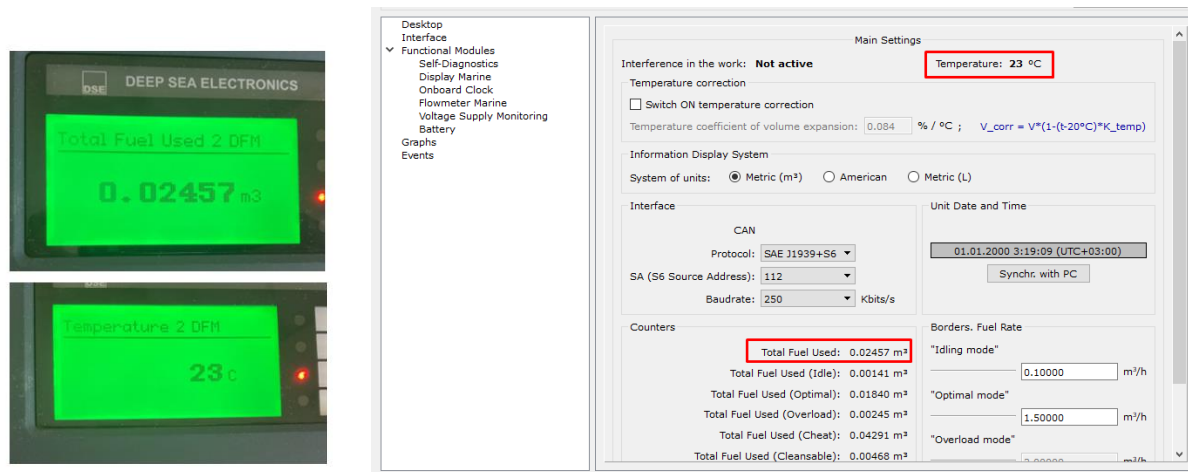 DSE DEEP SEA ELECTRONICS
Total Fuel Used 2 DFM
0.02457 m3
DSE
Temperature 2 DFM
23 C
Desktop
Interface
Functional Modules
Self-Diagnostics
Display Marine
Onboard Clock
Flowmeter Marine
Voltage Supply Monitoring
Battery
Graphs
Events
Main Settings
Interference in the work: Not active
Temperature: 23 ºC
Temperature correction
Switch ON temperature correction
Temperature coefficient of volume expansion: 0.084 % / ºC ; V_corr = V*(1-(t-20ºC)*K_temp)
Information Display System
System of units: Metric (m³) American Metric (L)
Interface
CAN
Protocol: SAE J1939+S6
SA (S6 Source Address): 112
Baudrate: 250 Kbits/s
Unit Date and Time
01.01.2000 3:19:09 (UTC+03:00)
Synchr. with PC
Counters
Total Fuel Used: 0.02457 m³
Total Fuel Used (Idle): 0.00141 m³
Total Fuel Used (Optimal): 0.01840 m³
Total Fuel Used (Overload): 0.00245 m³
Total Fuel Used (Cheat): 0.04291 m³
Total Fuel Used (Cleansable): 0.00468 m³
Borders. Fuel Rate
"Idling mode"
0.10000 m³/h
"Optimal mode"
1.50000 m³/h
"Overload mode"